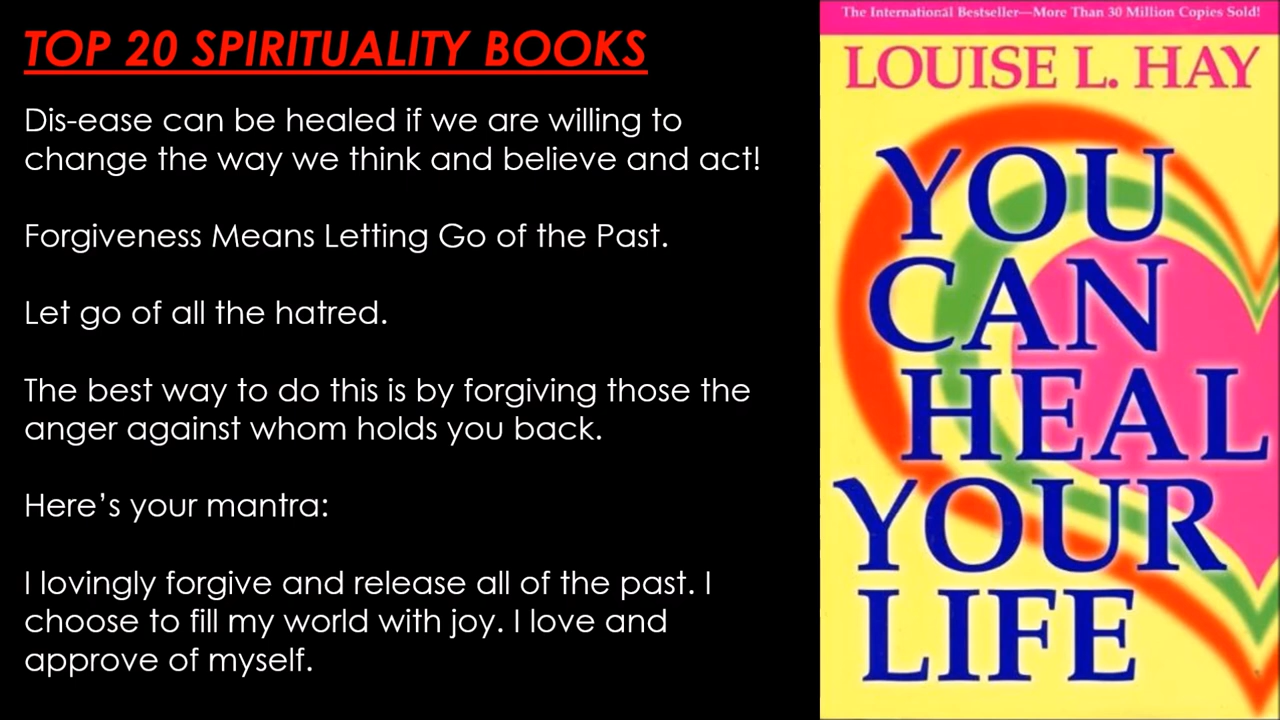 TOP 20 SPIRITUALITY BOOKS
Dis-ease can be healed if we are willing to
change the way we think and believe and act!
Forgiveness Means Letting Go of the Past.
Let go of all the hatred.
The best way to do this is by forgiving those the
anger against whom holds you back.
Here’s your mantra:
I lovingly forgive and release all of the past. I
choose to fill my world with joy. I love and
approve of myself.
The International Bestseller—More Than 30 Million Copies Sold!
LOUISE L. HAY
YOU
CAN
HEAL
YOUR
LIFE